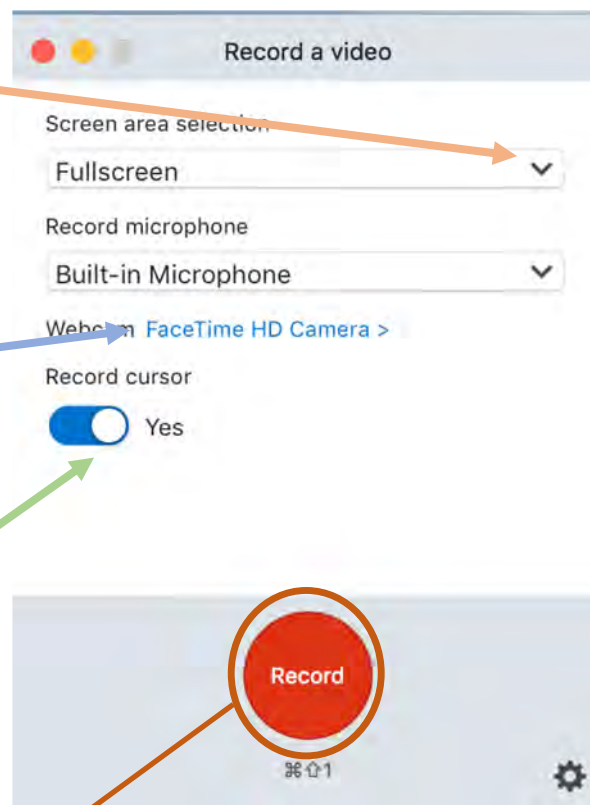 Record a video
Screen area selection
Fullscreen
Record microphone
Built-in Microphone
Webcam FaceTime HD Camera >
Record cursor
Yes
Record
⌘⇧1